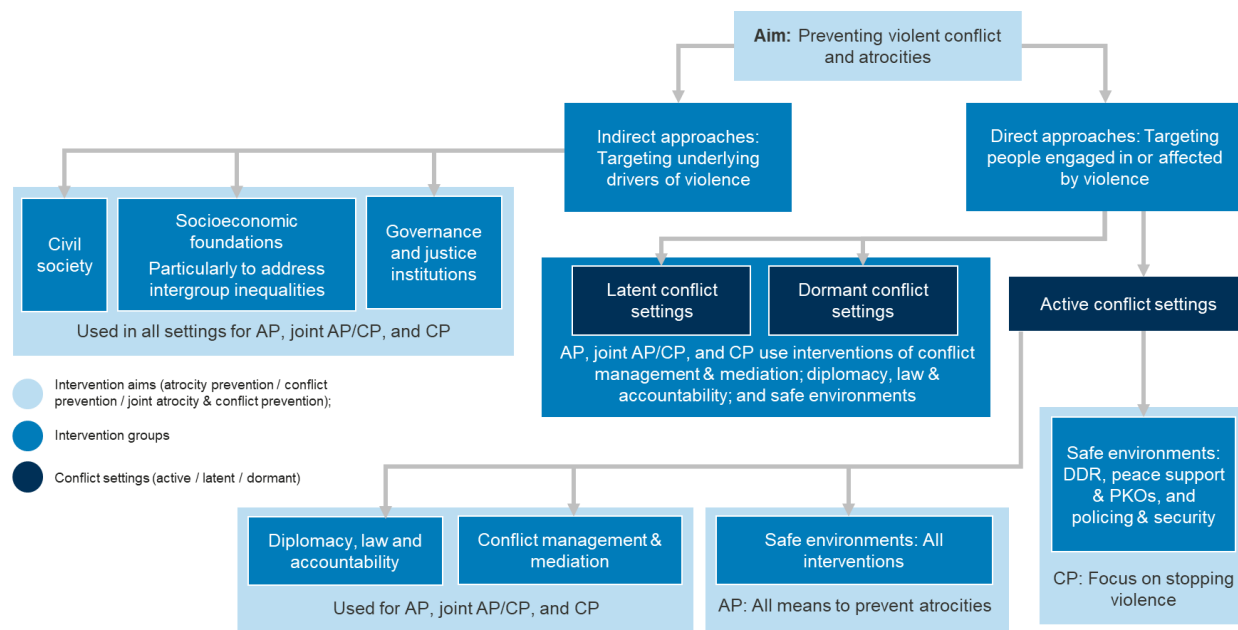 Aim: Preventing violent conflict
and atrocities
Indirect approaches:
Targeting underlying
drivers of violence
Direct approaches: Targeting
people engaged in or affected
by violence
Civil
society
Socioeconomic
foundations
Particularly to address
intergroup inequalities
Governance
and justice
institutions
Used in all settings for AP, joint AP/CP, and CP
Latent conflict
settings
Dormant conflict
settings
AP, joint AP/CP, and CP use interventions of conflict
management & mediation; diplomacy, law &
accountability; and safe environments
Active conflict settings
Intervention aims (atrocity prevention / conflict
prevention / joint atrocity & conflict prevention);
Intervention groups
Conflict settings (active / latent / dormant)
Diplomacy, law and
accountability
Conflict management &
mediation
Used for AP, joint AP/CP, and CP
Safe environments: All
interventions
AP: All means to prevent atrocities
Safe environments:
DDR, peace support
& PKOs, and
policing & security
CP: Focus on stopping
violence